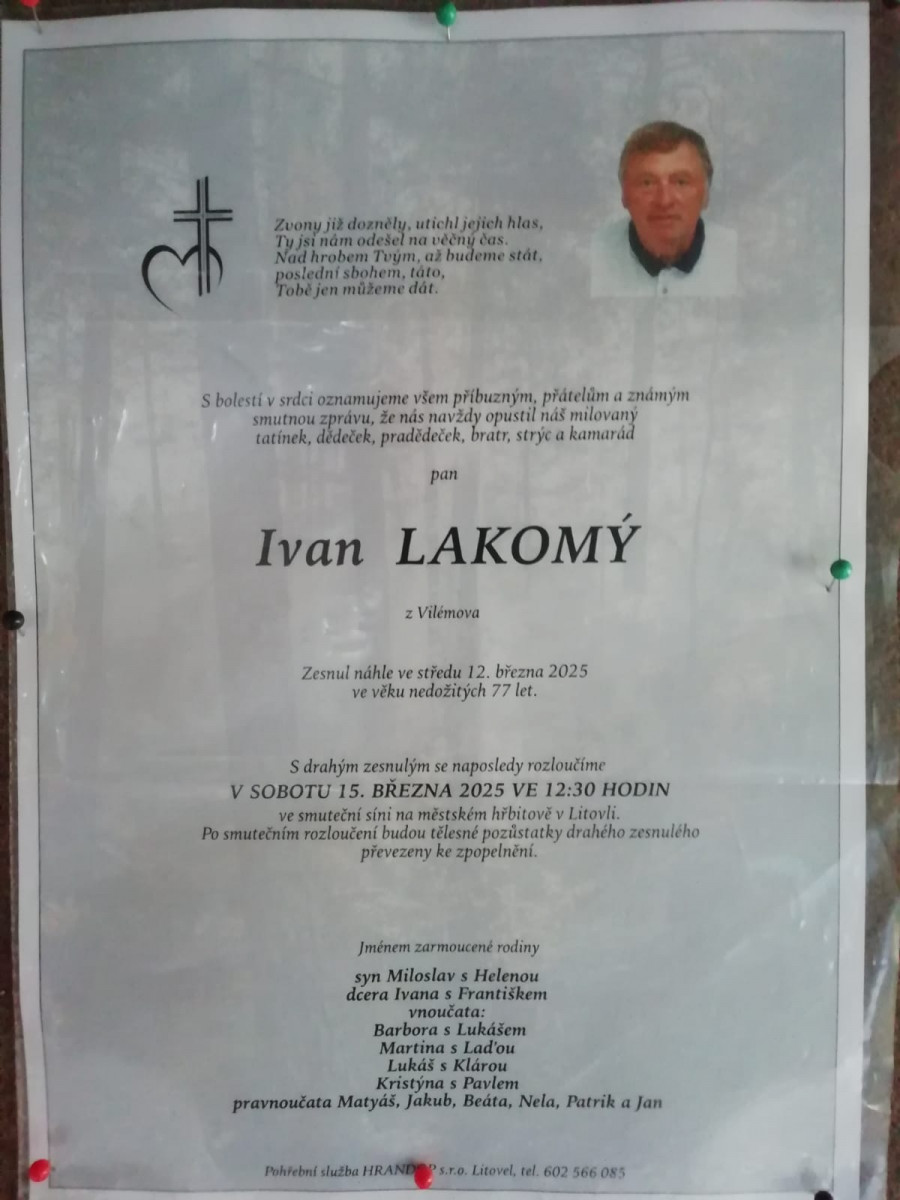 Zvony již dozněly, utichl jejich hlas,
Ty jsi nám odešel na věčný čas.
Nad hrobem Tvým, až budeme stát,
poslední sbohem, táto,
Tobě jen můžeme dát.
S bolestí v srdci oznamujeme všem příbuzným, přátelům a známým
smutnou zprávu, že nás navždy opustil náš milovaný
tatínek, dědeček, pradědeček, bratr, strýc a kamarád
pan
Ivan LAKOMÝ
z Vilémova
Zesnul náhle ve středu 12. března 2025
ve věku nedožitých 77 let.
S drahým zesnulým se naposledy rozloučíme
V SOBOTU 15. BŘEZNA 2025 VE 12:30 HODIN
ve smuteční síni na městském hřbitově v Litovli.
Po smutečním rozloučení budou tělesné pozůstatky drahého zesnulého
převezeny ke zpopelnění.
Jménem zarmoucené rodiny
syn Miloslav s Helenou
dcera Ivana s Františkem
vnoučata:
Barbora s Lukášem
Martina s Laďou
Lukáš s Klárou
Kristýna s Pavlem
pravnoučata Matyáš, Jakub, Beáta, Nela, Patrik a Jan
Pohřební služba s.r.o. Litovel, tel. 602 566 085